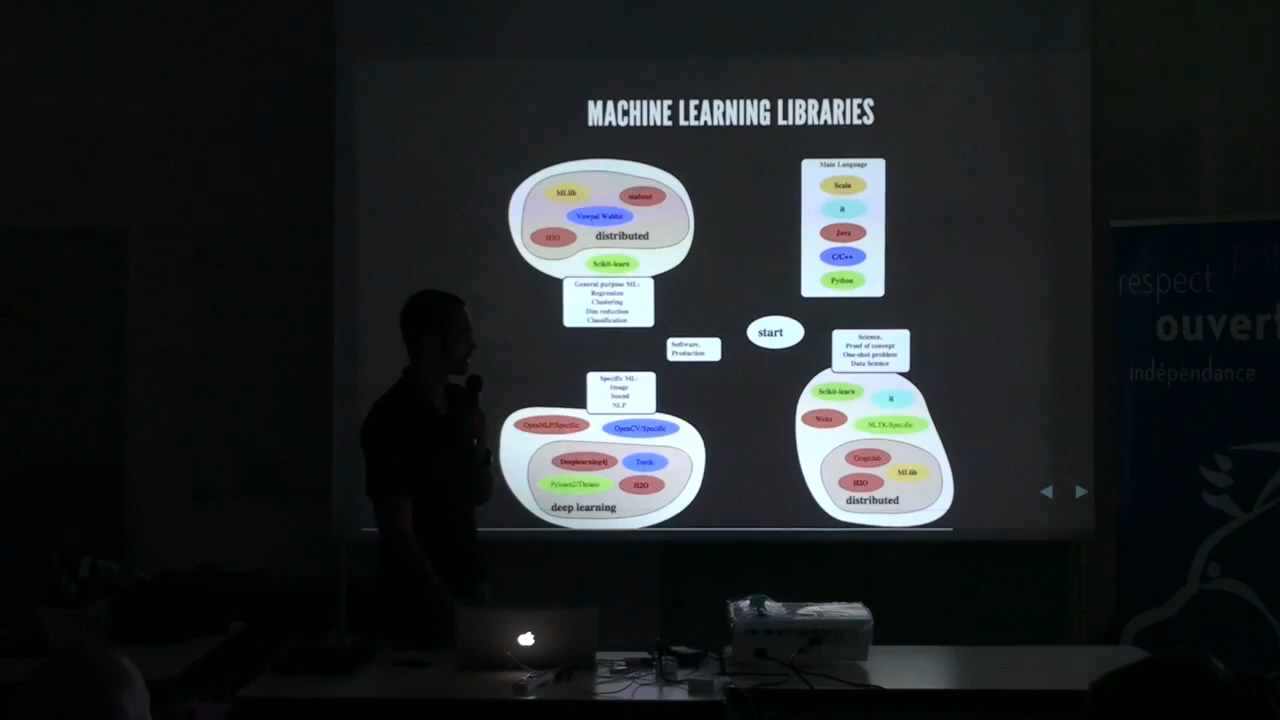 MACHINE LEARNING LIBRARIES
MLlib
mahout
Vowpal Wabbit
H2O
distributed
Scikit-learn
General purpose ML:
Regression
Clustering
Dim reduction
Classification
Main Language
Scala
R
Java
C/C++
Python
start
Software,
Production
Science,
Proof of concept
One-shot problem
Data Science
Specific ML:
Image
Sound
NLP
OpenNLP/Specific
OpenCV/Specific
Deeplearning4j
Torch
Pylearn2/Theano
H2O
deep learning
Scikit-learn
R
Weka
NLTK/Specific
Graphlab
MLlib
H2O
distributed
respect
ouver
indépendance